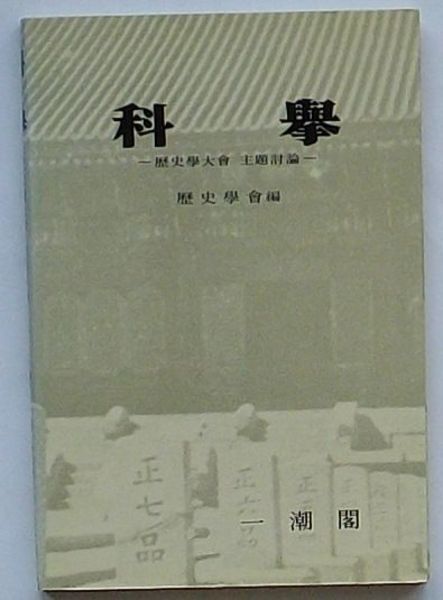 科 擧
—歷史學大會 主題討論—
歷史學會編
正七品
正六品
一潮閣